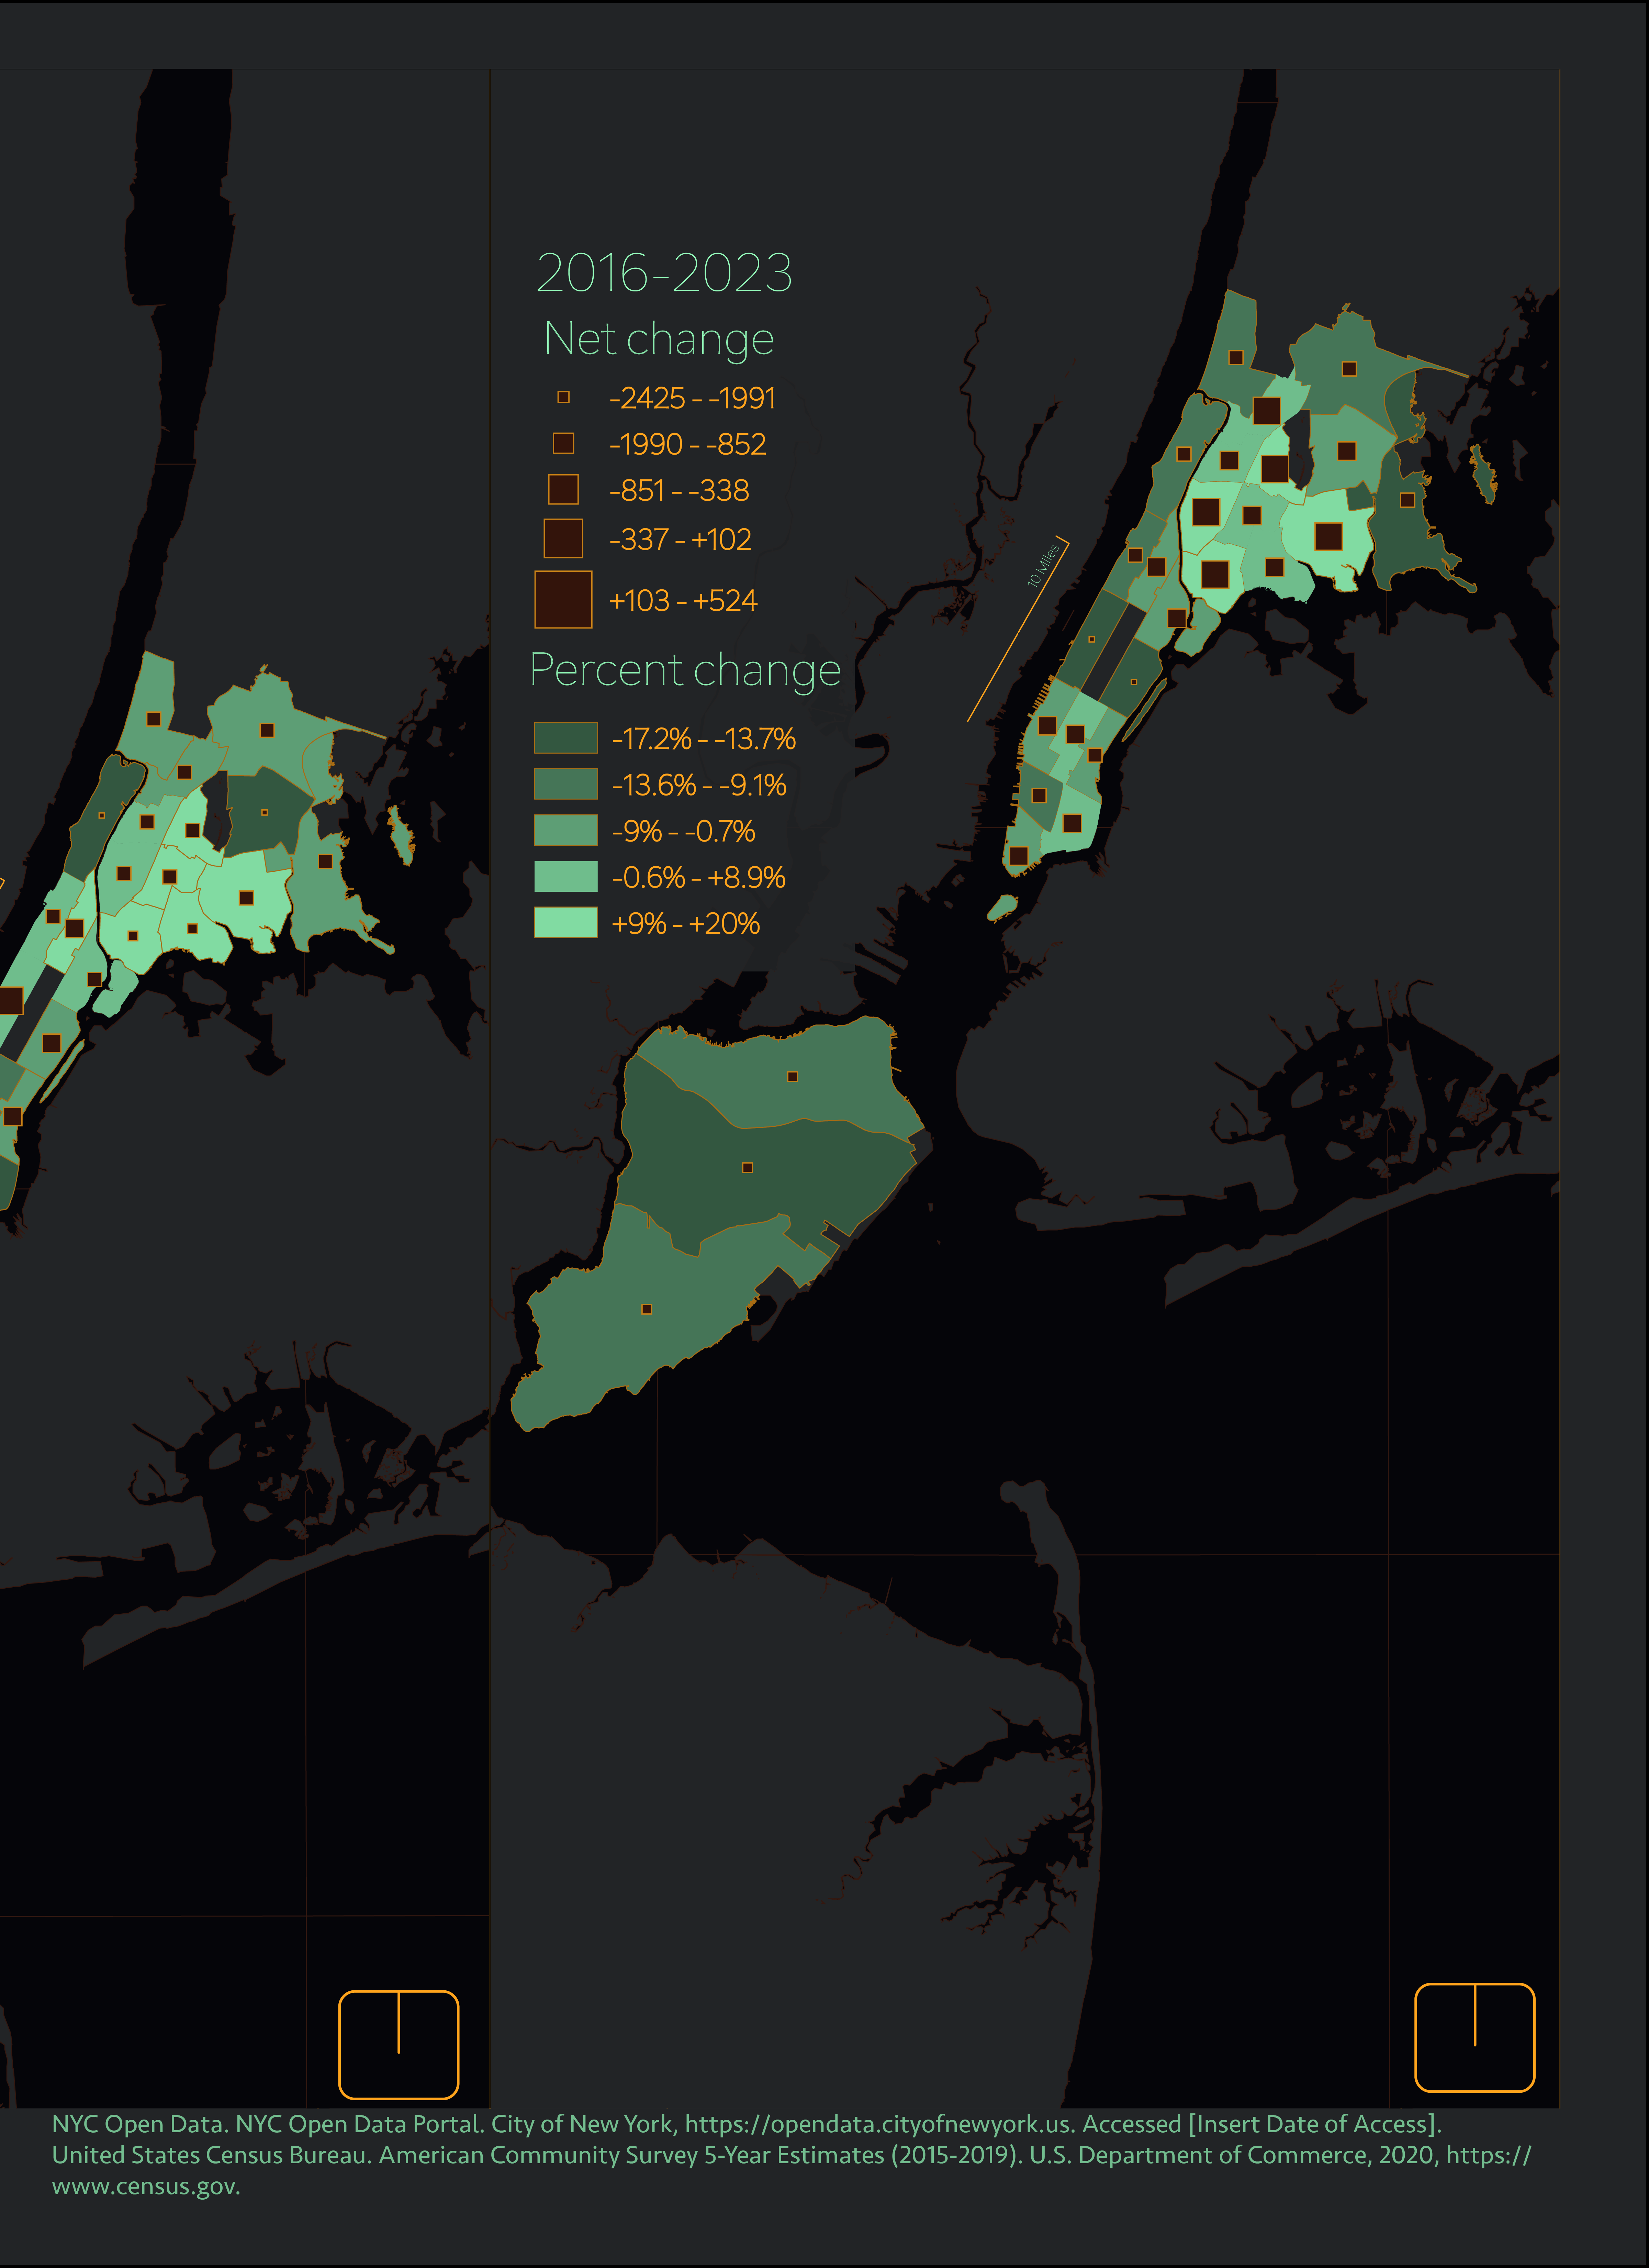 2016-2023
Net change
-2425 - -1991
-1990 - -852
-851 - -338
-337 - +102
+103 - +524
Percent change
-17.2% - -13.7%
-13.6% - -9.1%
-9% - -0.7%
-0.6% - +8.9%
+9% - +20%
10 Miles
NYC Open Data. NYC Open Data Portal. City of New York, https://opendata.cityofnewyork.us. Accessed [Insert Date of Access].
United States Census Bureau. American Community Survey 5-Year Estimates (2015-2019). U.S. Department of Commerce, 2020, https://
www.census.gov.